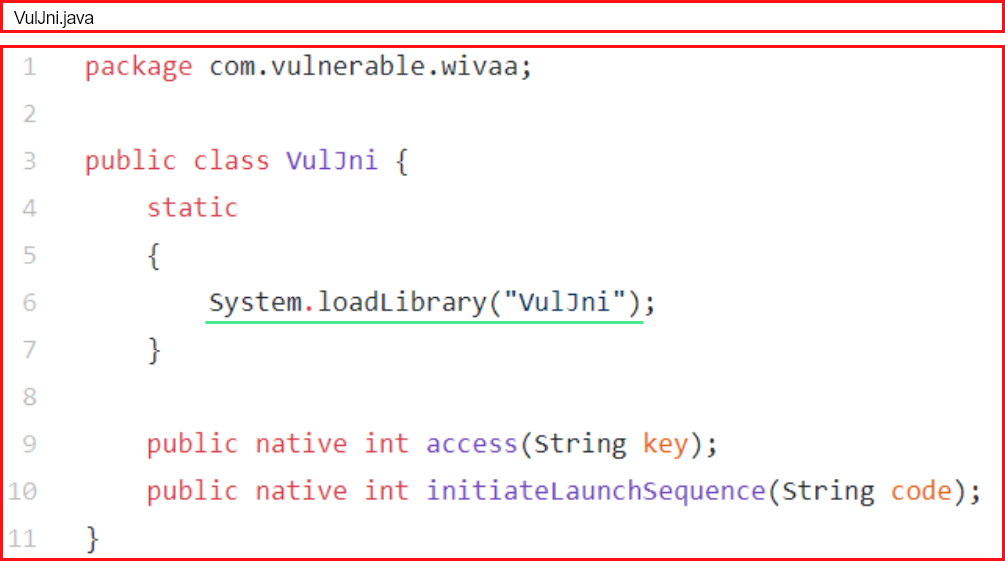 VulJni.java
1 package com.vulnerable.wivaa;
2
3 public class VulJni {
4     static
5     {
6         System.loadLibrary("VulJni");
7     }
8
9     public native int access(String key);
10     public native int initiateLaunchSequence(String code);
11 }